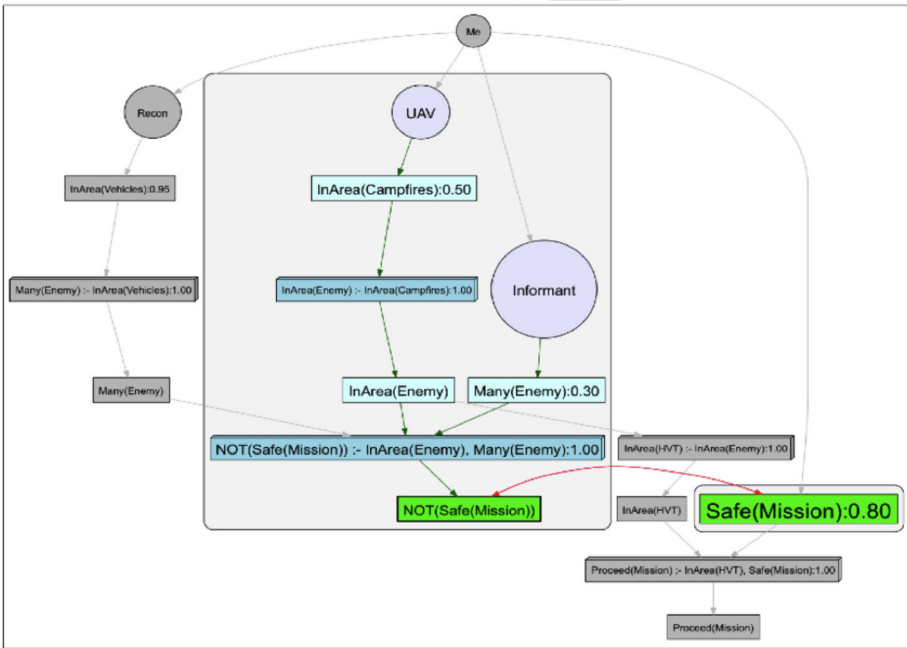 Me
Recon
UAV
InArea(Vehicles):0.95
InArea(Campfires):0.50
Many(Enemy) :- InArea(Vehicles):1.00
InArea(Enemy) :- InArea(Campfires):1.00
Informant
Many(Enemy)
InArea(Enemy)
Many(Enemy):0.30
NOT(Safe(Mission)) :- InArea(Enemy), Many(Enemy):1.00
InArea(HVT) :- InArea(Enemy):1.00
NOT(Safe(Mission))
InArea(HVT)
Safe(Mission):0.80
Proceed(Mission) :- InArea(HVT), Safe(Mission):1.00
Proceed(Mission)